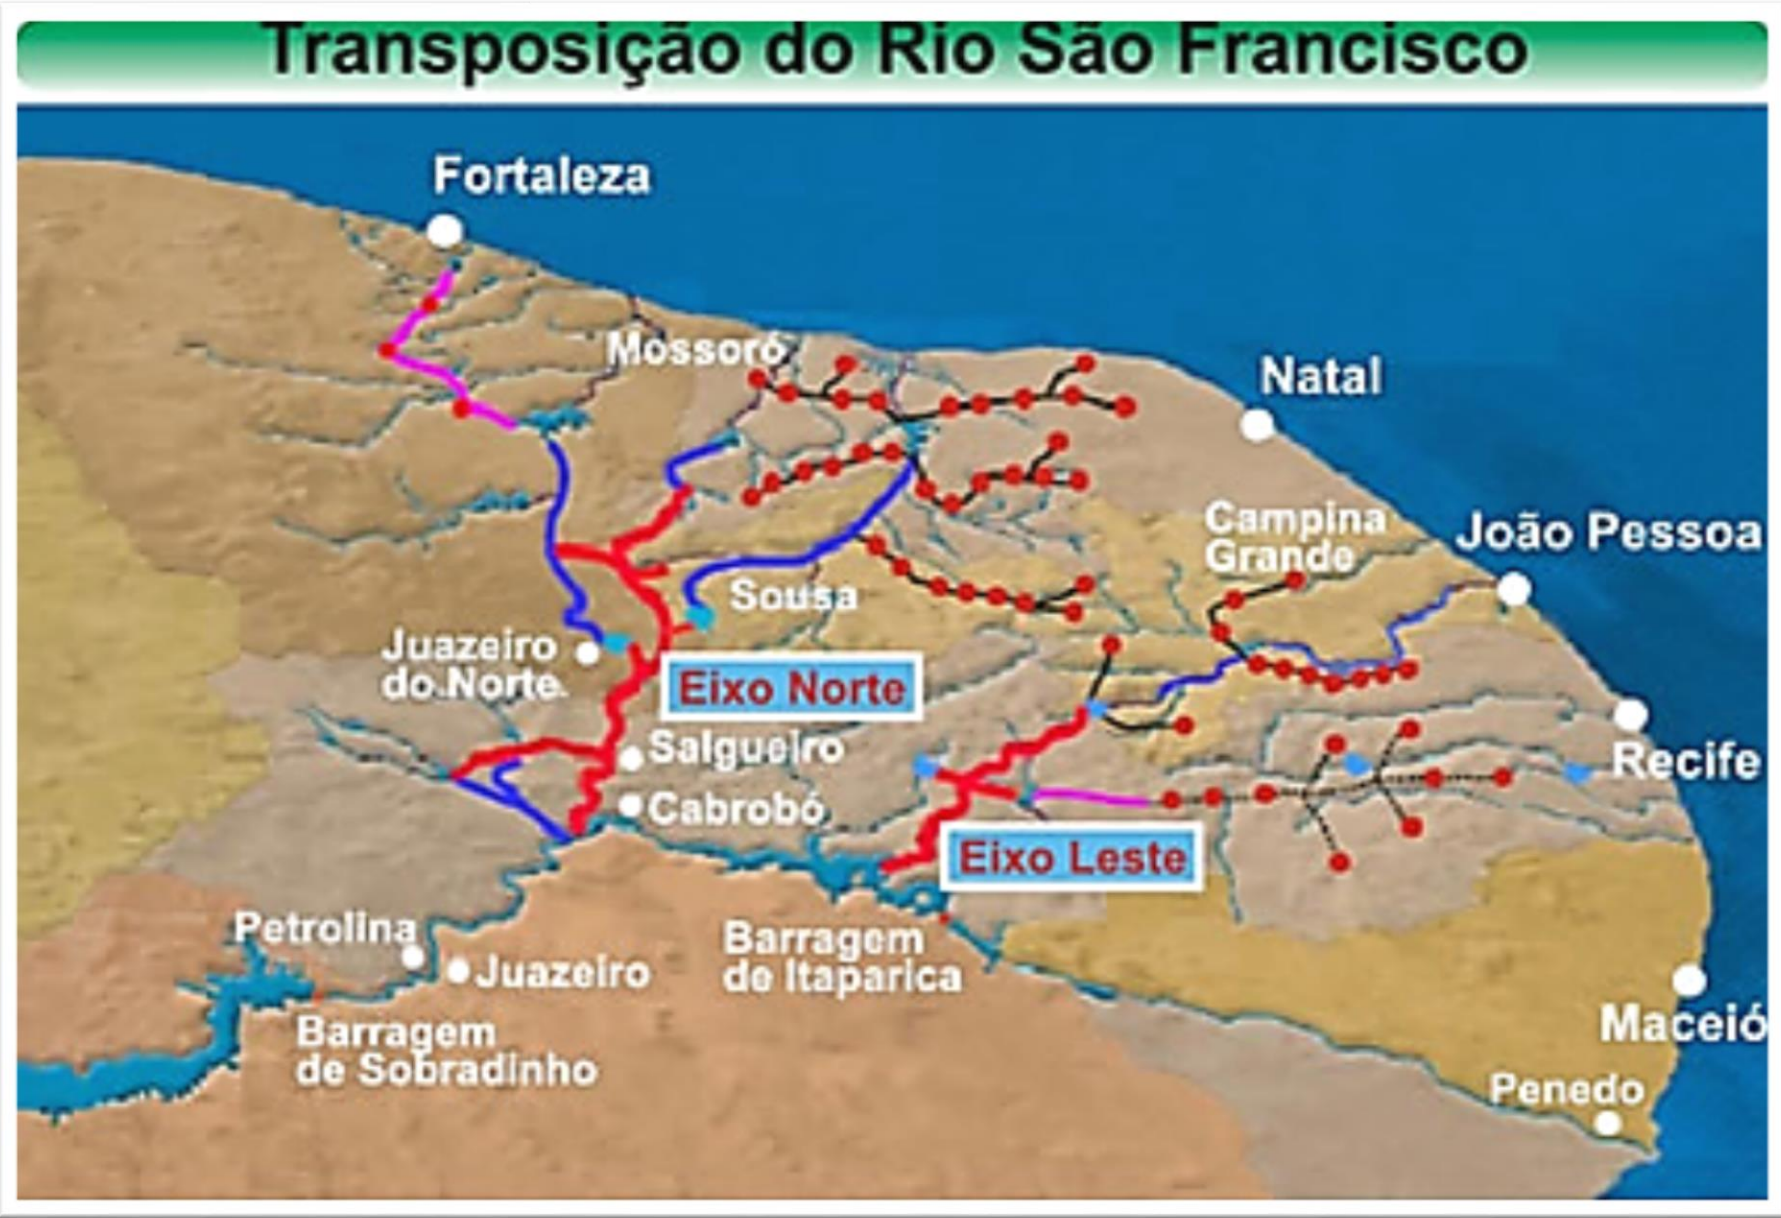 Transposição do Rio São Francisco
Fortaleza
Mossoró
Natal
Campina
Grande
João Pessoa
Sousa
Juazeiro
do Norte
Eixo Norte
Salgueiro
Recife
Cabrobó
Eixo Leste
Petrolina
Juazeiro
Barragem
de Itaparica
Barragem
de Sobradinho
Maceió
Penedo